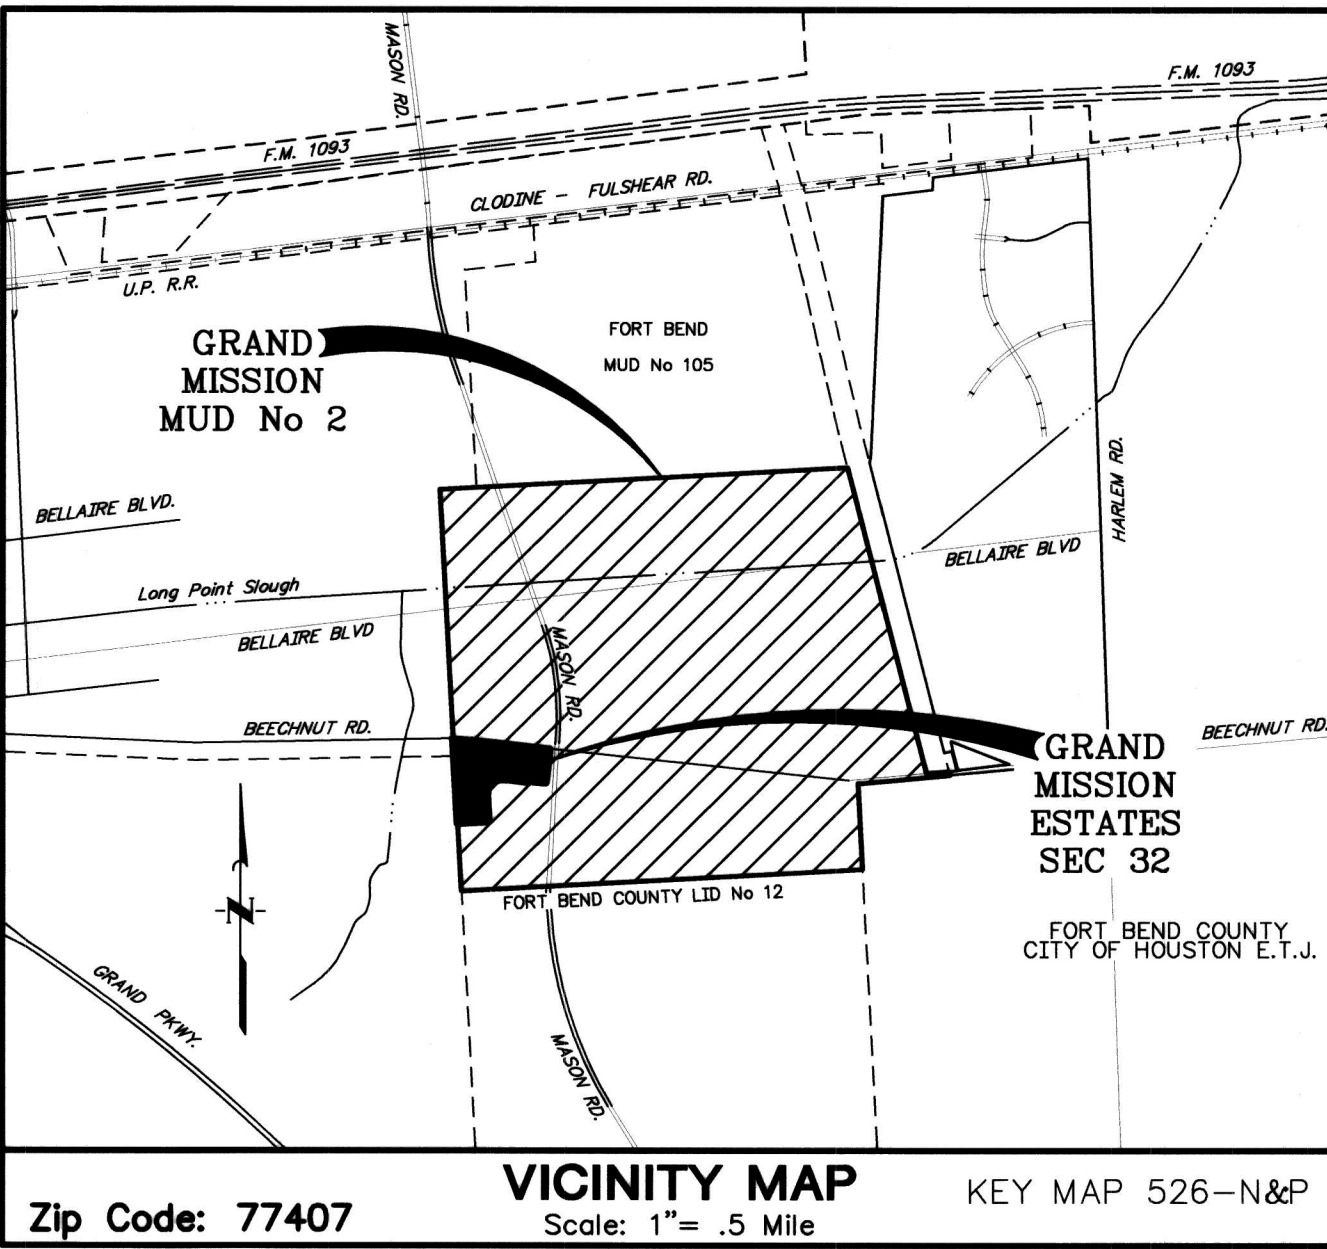 MASON RD.
F.M. 1093
F.M. 1093
CLODINE - FULSHEAR RD.
U.P. R.R.
GRAND
MISSION
MUD No 2
FORT BEND
MUD No 105
HARLEM RD.
BELLAIRE BLVD.
BELLAIRE BLVD
Long Point Slough
BELLAIRE BLVD
MASON RD.
BEECHNUT RD.
BEECHNUT RD.
GRAND
MISSION
ESTATES
SEC 32
N
FORT BEND COUNTY LID No 12
FORT BEND COUNTY
CITY OF HOUSTON E.T.J.
GRAND PKWY.
MASON RD.
VICINITY MAP
Zip Code: 77407
Scale: 1"= .5 Mile
KEY MAP 526-N&P